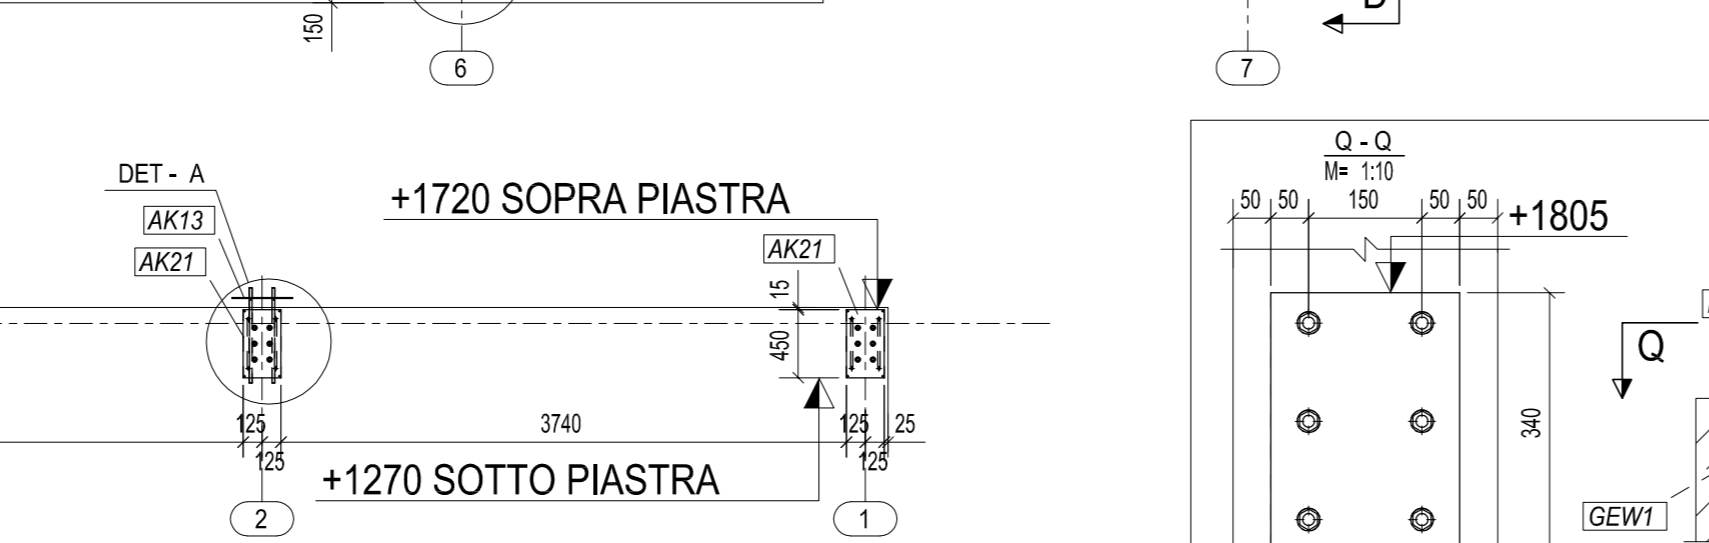 150
6
D
7
DET - A
AK13
AK21
+1720 SOPRA PIASTRA
AK21
15
450
125
125
3740
125
125
25
+1270 SOTTO PIASTRA
2
1
Q - Q
M= 1:10
50 50 150 50 50
+1805
340
Q
GEW1